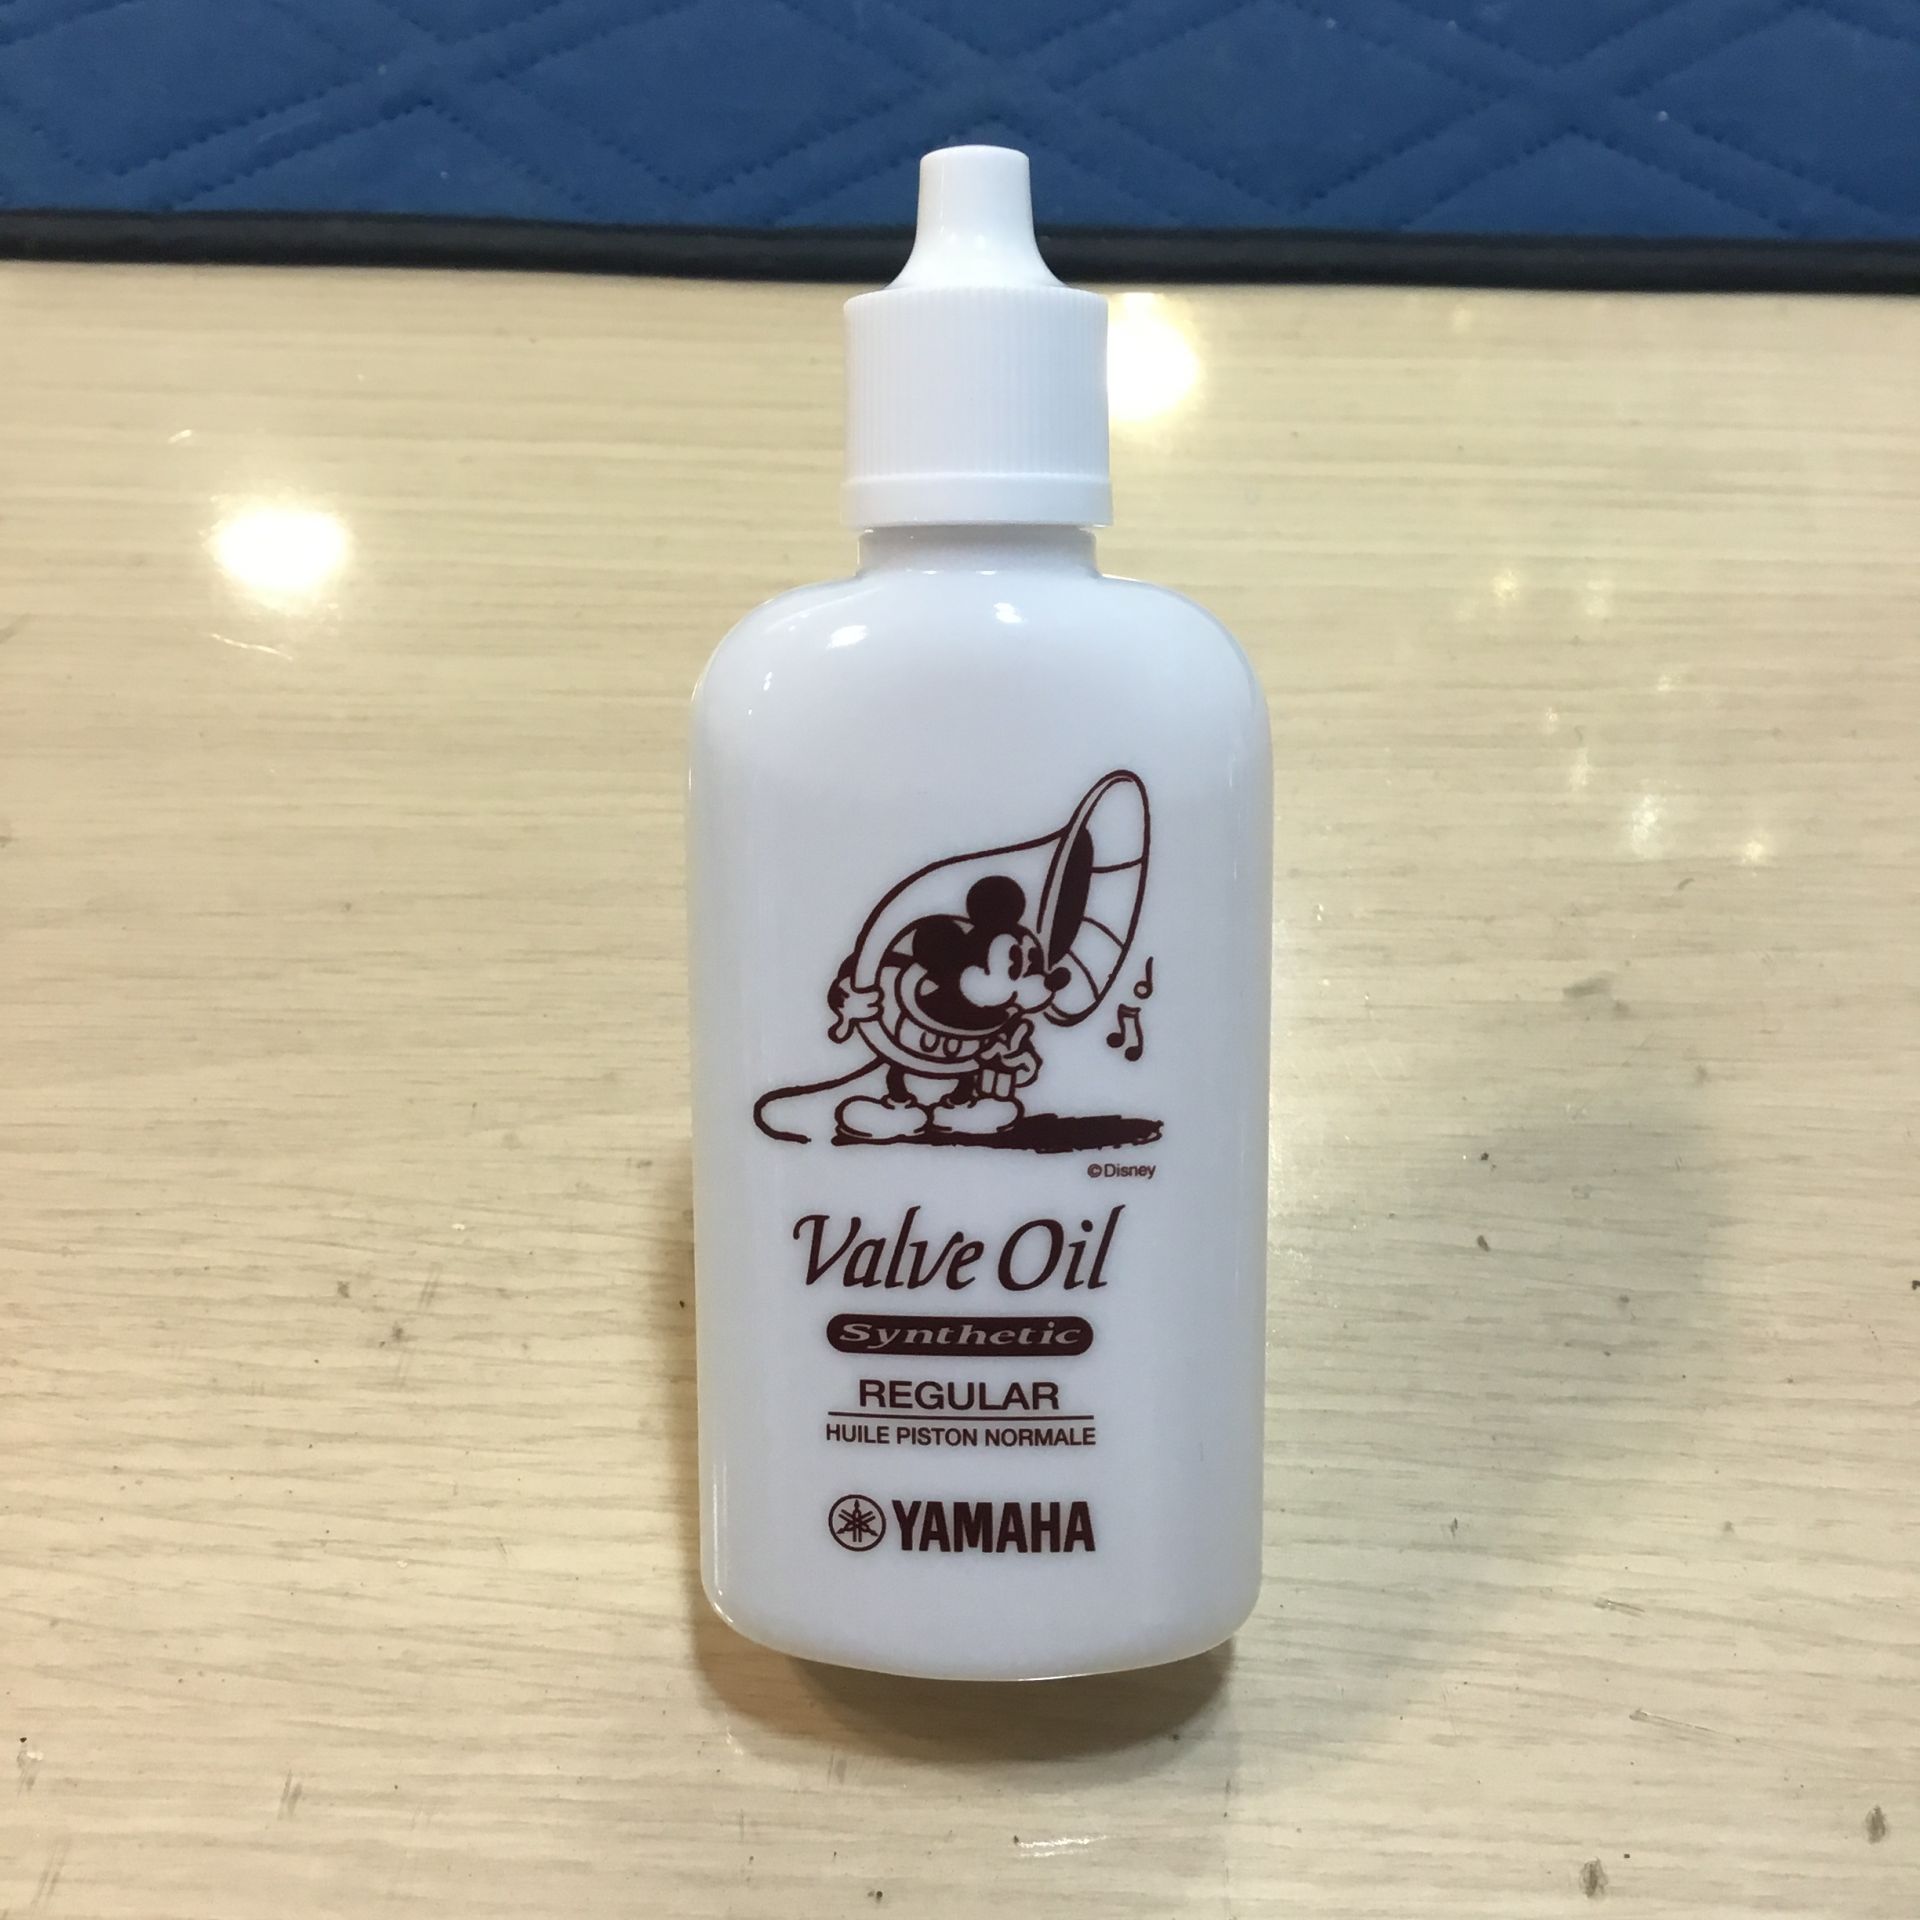 ©Disney
Valve Oil
Synthetic
REGULAR
HUILE PISTON NORMALE
YAMAHA